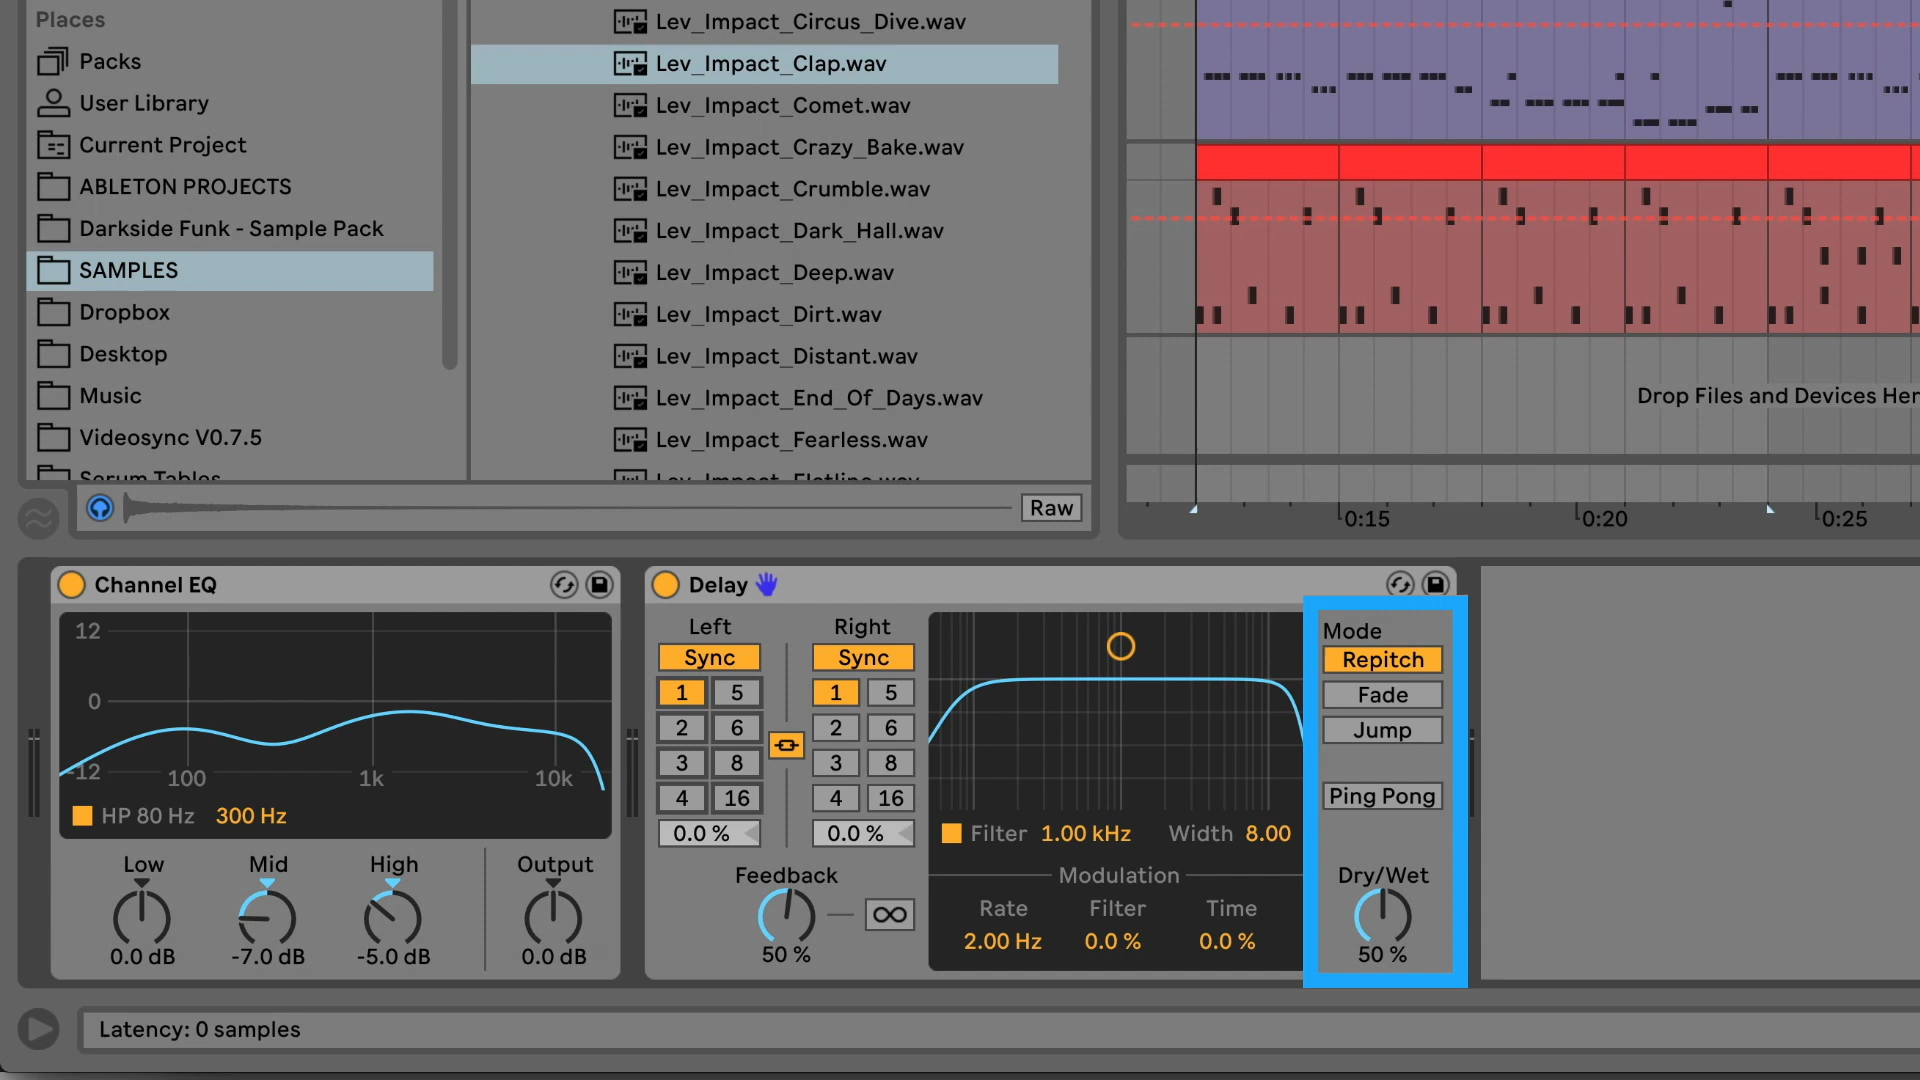 Places
Packs
User Library
Current Project
ABLETON PROJECTS
Darkside Funk - Sample Pack
SAMPLES
Dropbox
Desktop
Music
Videosync V0.7.5
Serum Tables
Lev_Impact_Circus_Dive.wav
Lev_Impact_Clap.wav
Lev_Impact_Comet.wav
Lev_Impact_Crazy_Bake.wav
Lev_Impact_Crumble.wav
Lev_Impact_Dark_Hall.wav
Lev_Impact_Deep.wav
Lev_Impact_Dirt.wav
Lev_Impact_Distant.wav
Lev_Impact_End_Of_Days.wav
Lev_Impact_Fearless.wav
Lev_Impact_Flatline.wav
Raw
Drop Files and Devices Her
0:15 0:20 0:25
Channel EQ
12
0
-12
100 1k 10k
HP 80 Hz 300 Hz
Low Mid High Output
0.0 dB -7.0 dB -5.0 dB 0.0 dB
Delay
Left Right
Sync Sync
1 5 1 5
2 6 2 6
3 8 3 8
4 16 4 16
0.0 % 0.0 %
Feedback
50 %
Filter 1.00 kHz Width 8.00
Modulation
Rate Filter Time
2.00 Hz 0.0 % 0.0 %
Mode
Repitch
Fade
Jump
Ping Pong
Dry/Wet
50 %
Latency: 0 samples